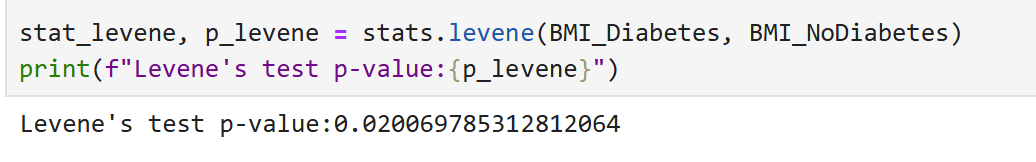 stat_levene, p_levene = stats.levene(BMI_Diabetes, BMI_NoDiabetes)
print(f"Levene's test p-value:{p_levene}")
Levene's test p-value:0.020069785312812064